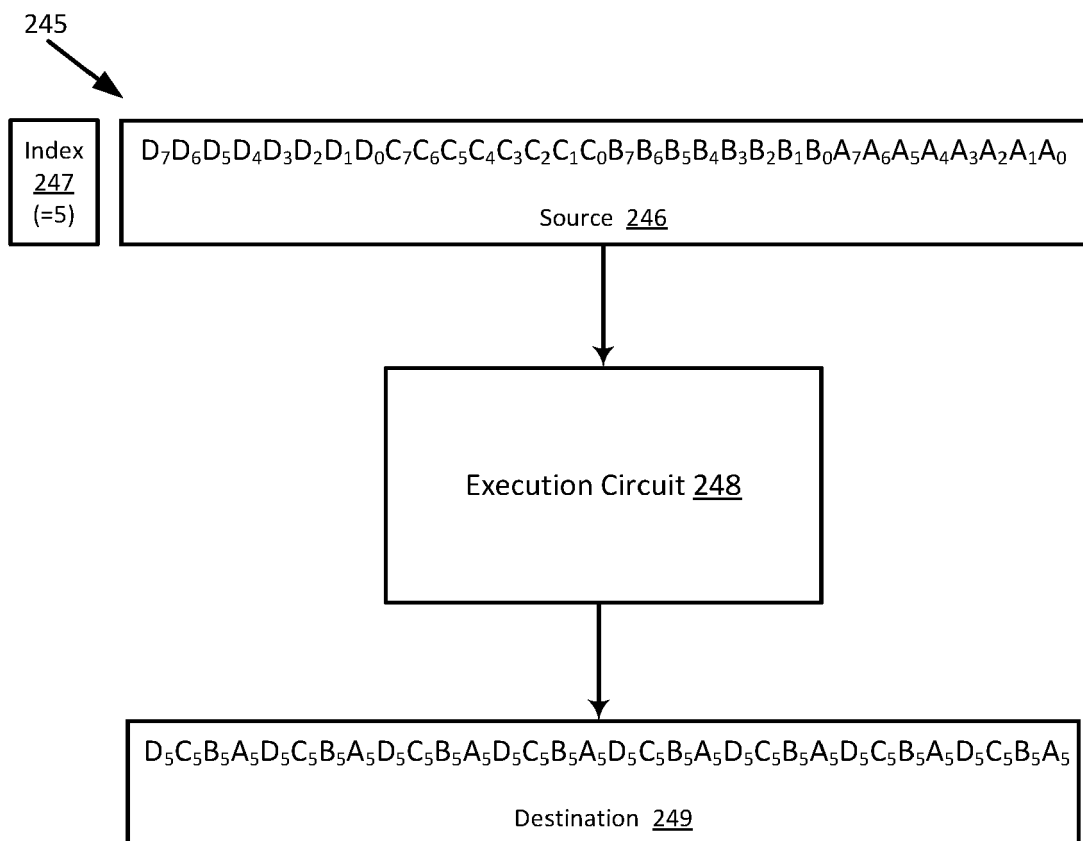 245
Index
247
(=5)
D₇D₆D₅D₄D₃D₂D₁D₀C₇C₆C₅C₄C₃C₂C₁C₀B₇B₆B₅B₄B₃B₂B₁B₀A₇A₆A₅A₄A₃A₂A₁A₀
Source 246
Execution Circuit 248
D₅C₅B₅A₅D₅C₅B₅A₅D₅C₅B₅A₅D₅C₅B₅A₅D₅C₅B₅A₅D₅C₅B₅A₅D₅C₅B₅A₅D₅C₅B₅A₅
Destination 249